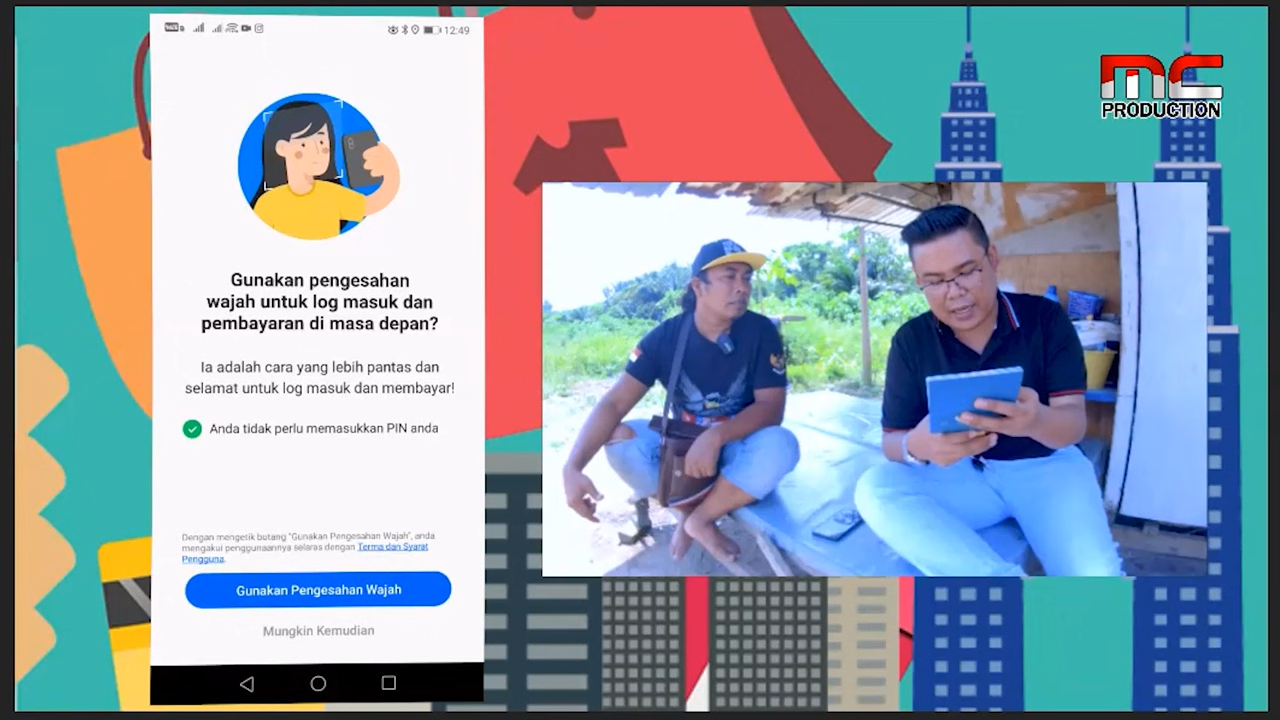 12:49
MC
PRODUCTION
Gunakan pengesahan
wajah untuk log masuk dan
pembayaran di masa depan?
Ia adalah cara yang lebih pantas dan
selamat untuk log masuk dan membayar!
Anda tidak perlu memasukkan PIN anda
Dengan mengetik butang "Gunakan Pengesahan Wajah", anda
mengakui penggunaannya selaras dengan Terma dan Syarat
Pengguna.
Gunakan Pengesahan Wajah
Mungkin Kemudian